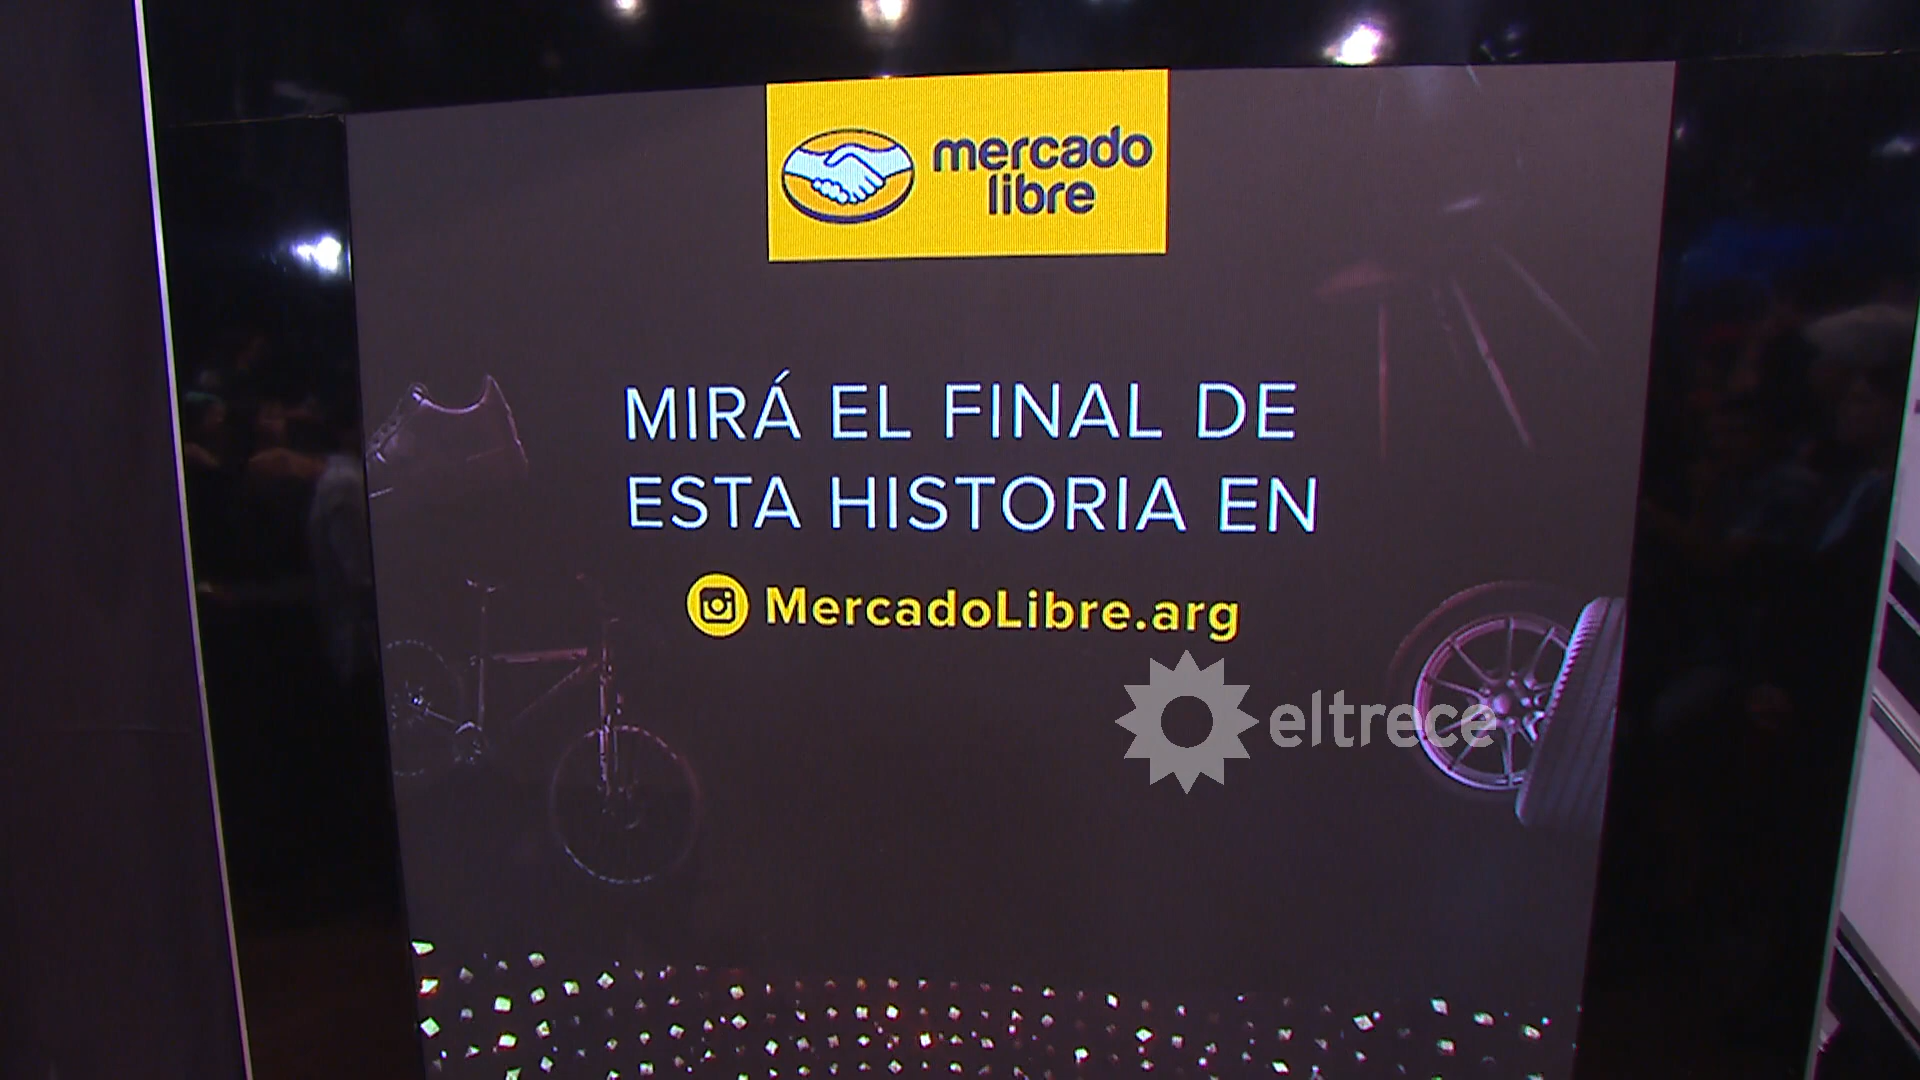 mercado
libre
MIRÁ EL FINAL DE
ESTA HISTORIA EN
MercadoLibre.arg
eltrece